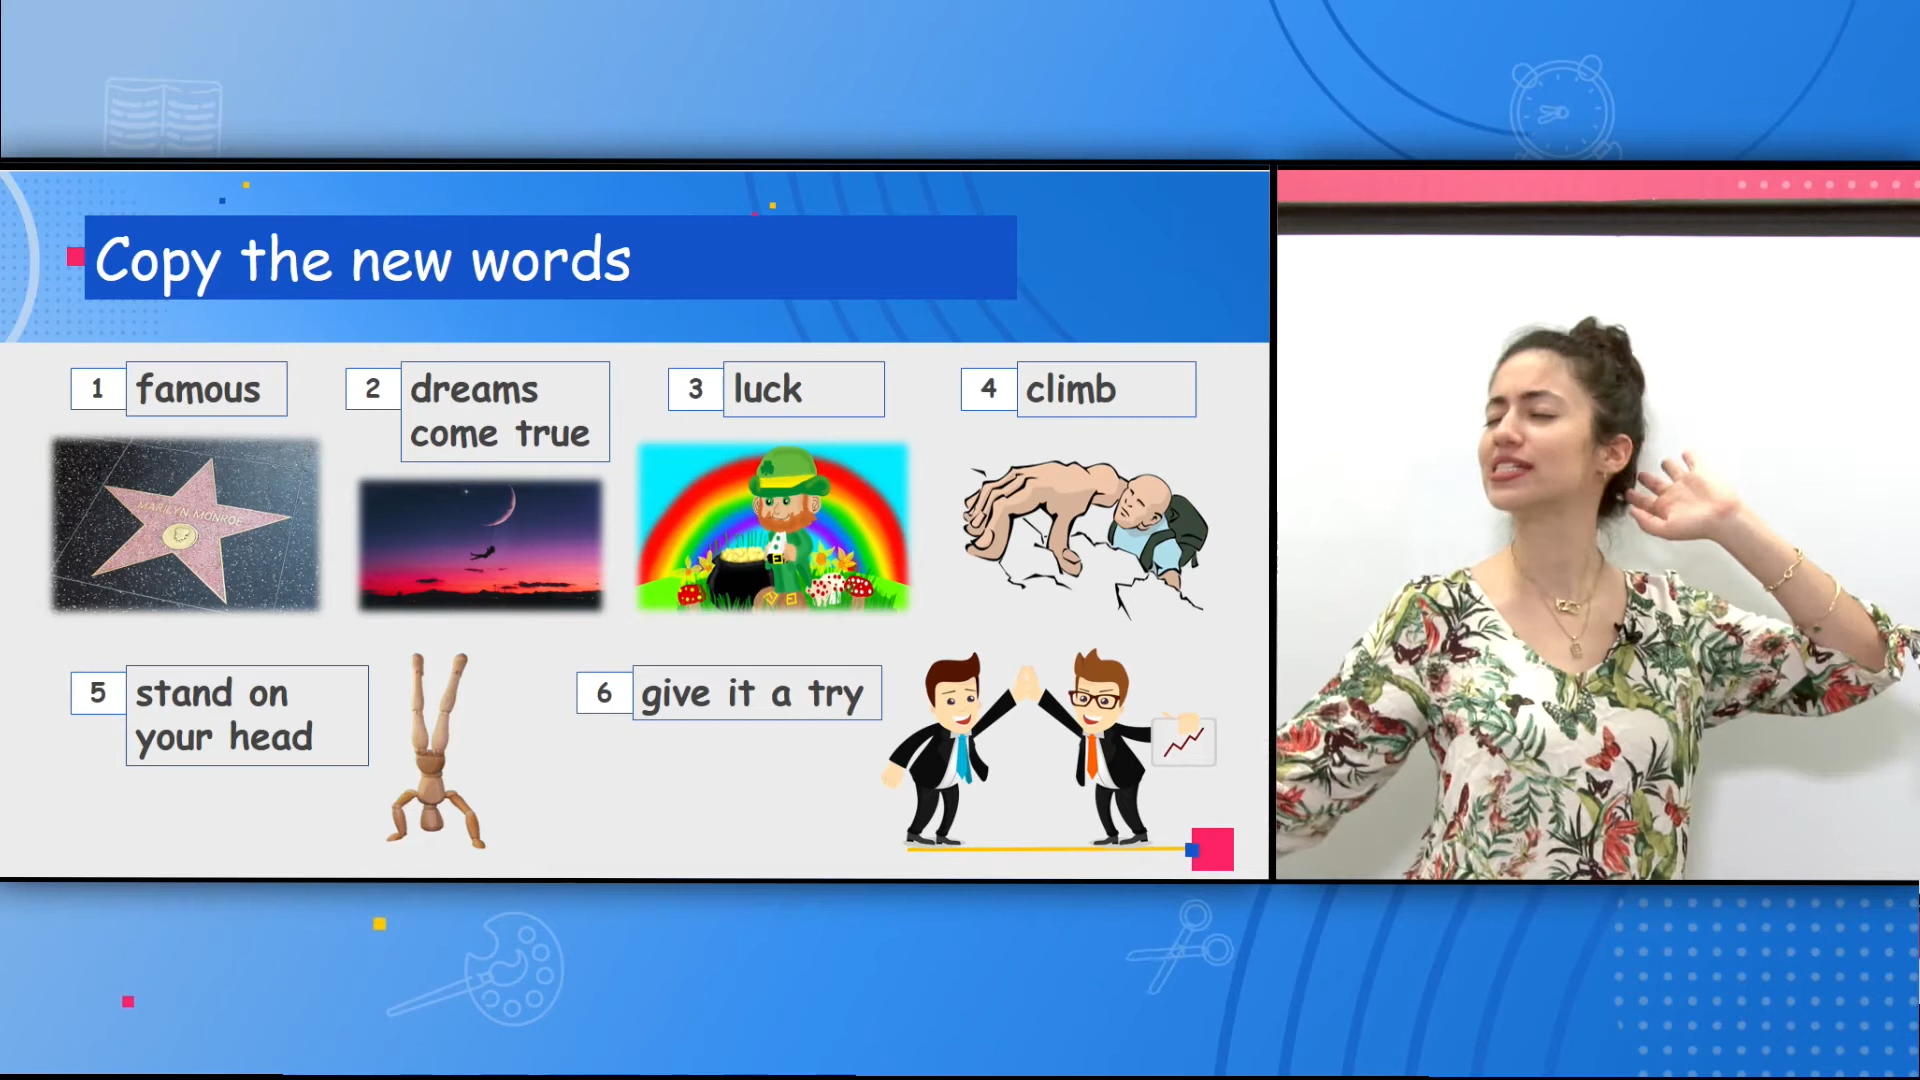 Copy the new words
1 famous
2 dreams
come true
3 luck
4 climb
MARILYN MONROE
5 stand on
your head
6 give it a try